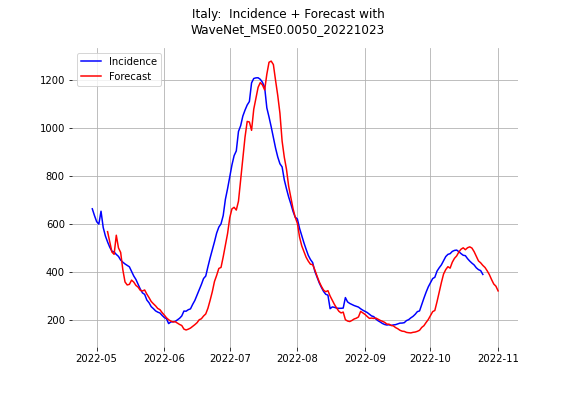 Italy:  Incidence + Forecast with
WaveNet_MSE0.0050_20221023
Incidence
Forecast
1200
1000
800
600
400
200
2022-05 2022-06 2022-07 2022-08 2022-09 2022-10 2022-11